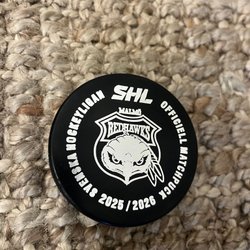 SHL
SVENSKA HOCKEYLIGAN
OFFICIELL MATCHPUCK
MALMÖ
REDHAWKS
2025 / 2026